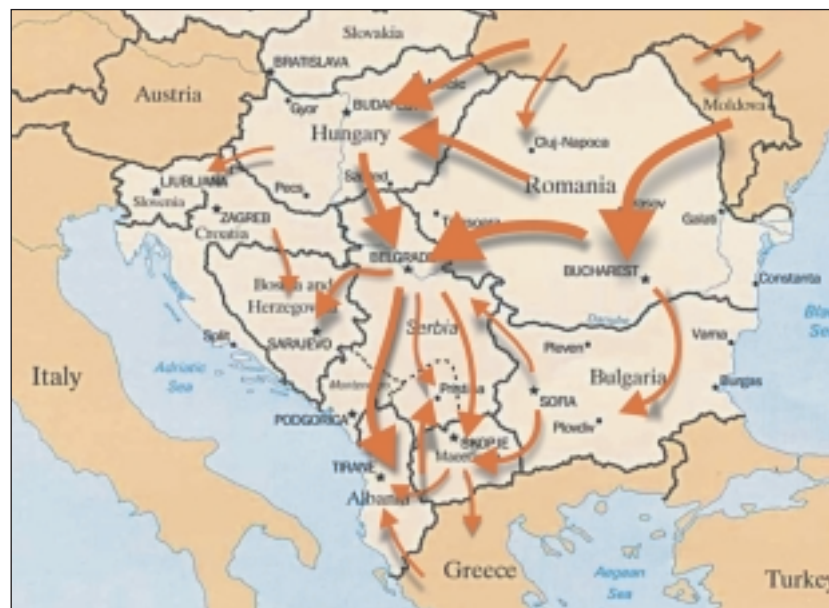 Slovakia
BRATISLAVA
Austria
Gyor
Hungary
Moldova
Cluj-Napoca
LJUBLJANA
Slovenia
Pecs
Romania
ZAGREB
Croatia
Galati
BELGRADE
BUCHAREST
Constanta
Bosnia and
Herzegovina
Danube
Serbia
SARAJEVO
Split
Pleven
Varna
Adriatic
Sea
Italy
Bulgaria
Burgas
Pristina
SOFIA
PODGORICA
Plovdiv
SKOPJE
TIRANE
Albania
Greece
Aegean
Sea
Turkey